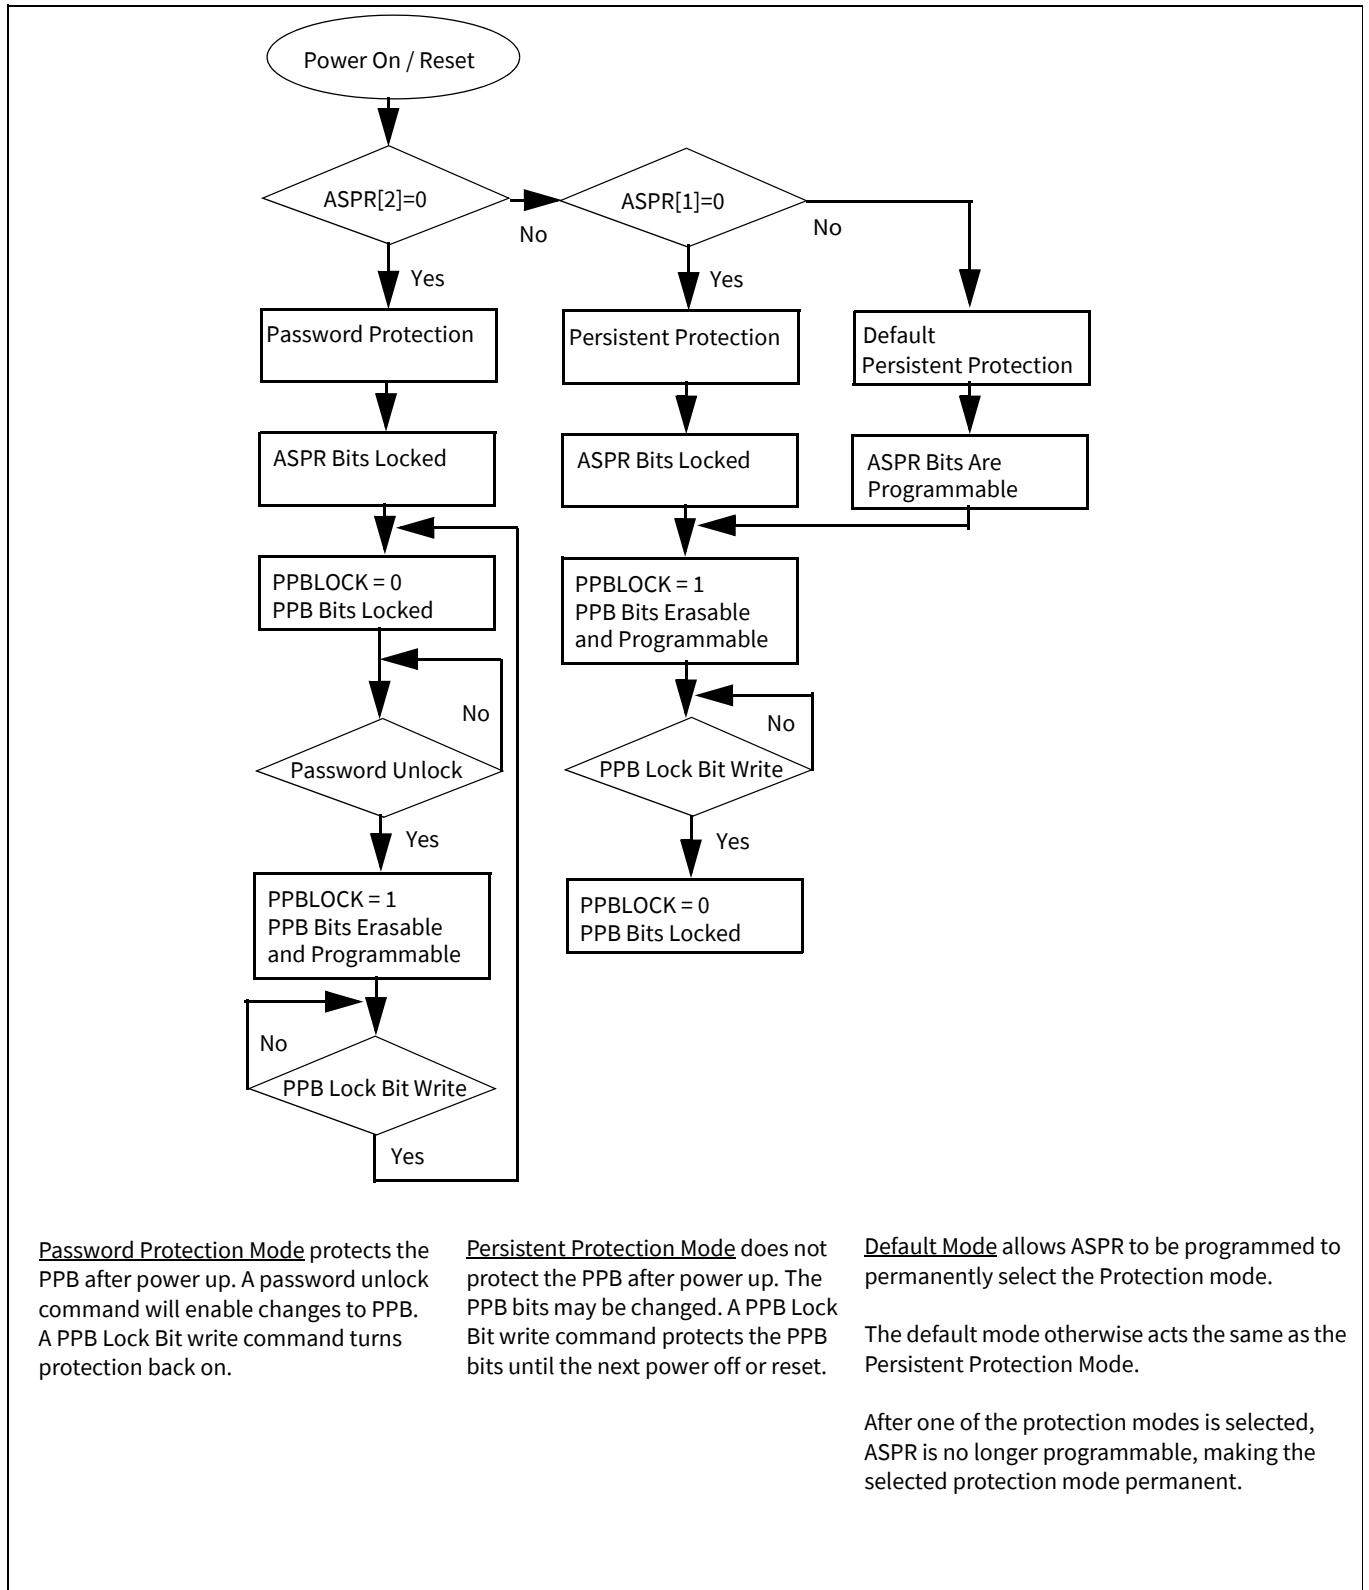 Power On / Reset
ASPR[2]=0
No
ASPR[1]=0
No
Yes
Yes
Password Protection
Persistent Protection
Default
Persistent Protection
ASPR Bits Locked
ASPR Bits Locked
ASPR Bits Are
Programmable
PPBLOCK = 0
PPB Bits Locked
PPBLOCK = 1
PPB Bits Erasable
and Programmable
No
No
Password Unlock
PPB Lock Bit Write
Yes
Yes
PPBLOCK = 1
PPB Bits Erasable
and Programmable
PPBLOCK = 0
PPB Bits Locked
No
PPB Lock Bit Write
Yes
Password Protection Mode protects the
PPB after power up. A password unlock
command will enable changes to PPB.
A PPB Lock Bit write command turns
protection back on.
Persistent Protection Mode does not
protect the PPB after power up. The
PPB bits may be changed. A PPB Lock
Bit write command protects the PPB
bits until the next power off or reset.
Default Mode allows ASPR to be programmed to
permanently select the Protection mode.
The default mode otherwise acts the same as the
Persistent Protection Mode.
After one of the protection modes is selected,
ASPR is no longer programmable, making the
selected protection mode permanent.